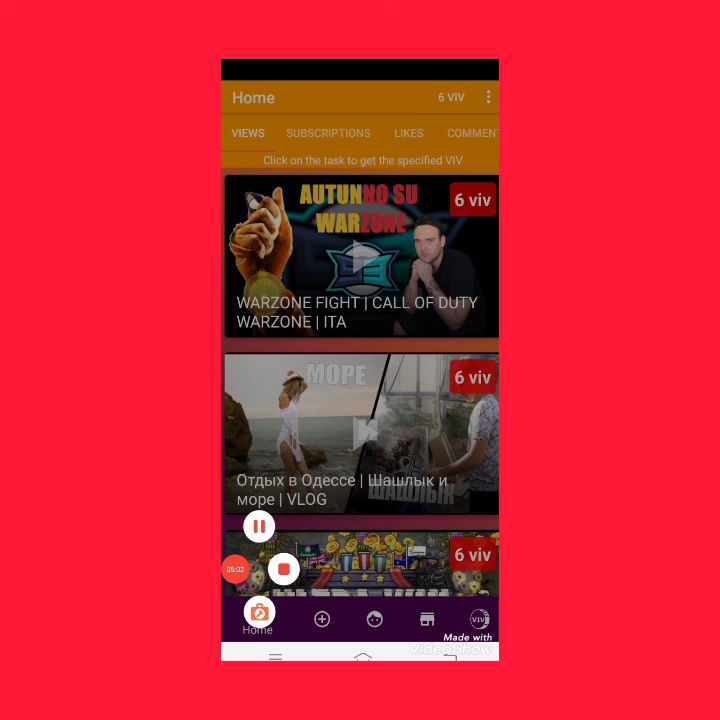 Home
6 VIV
VIEWS
SUBSCRIPTIONS
LIKES
COMMENT
Click on the task to get the specified VIV
AUTUNNO SU
WARZONE
6 viv
WARZONE FIGHT | CALL OF DUTY
WARZONE | ITA
МОРЕ
6 viv
ШАШЛЫК
Отдых в Одессе | Шашлык и
море | VLOG
6 viv
05:02
Home
VIV
Made with
VideoShow